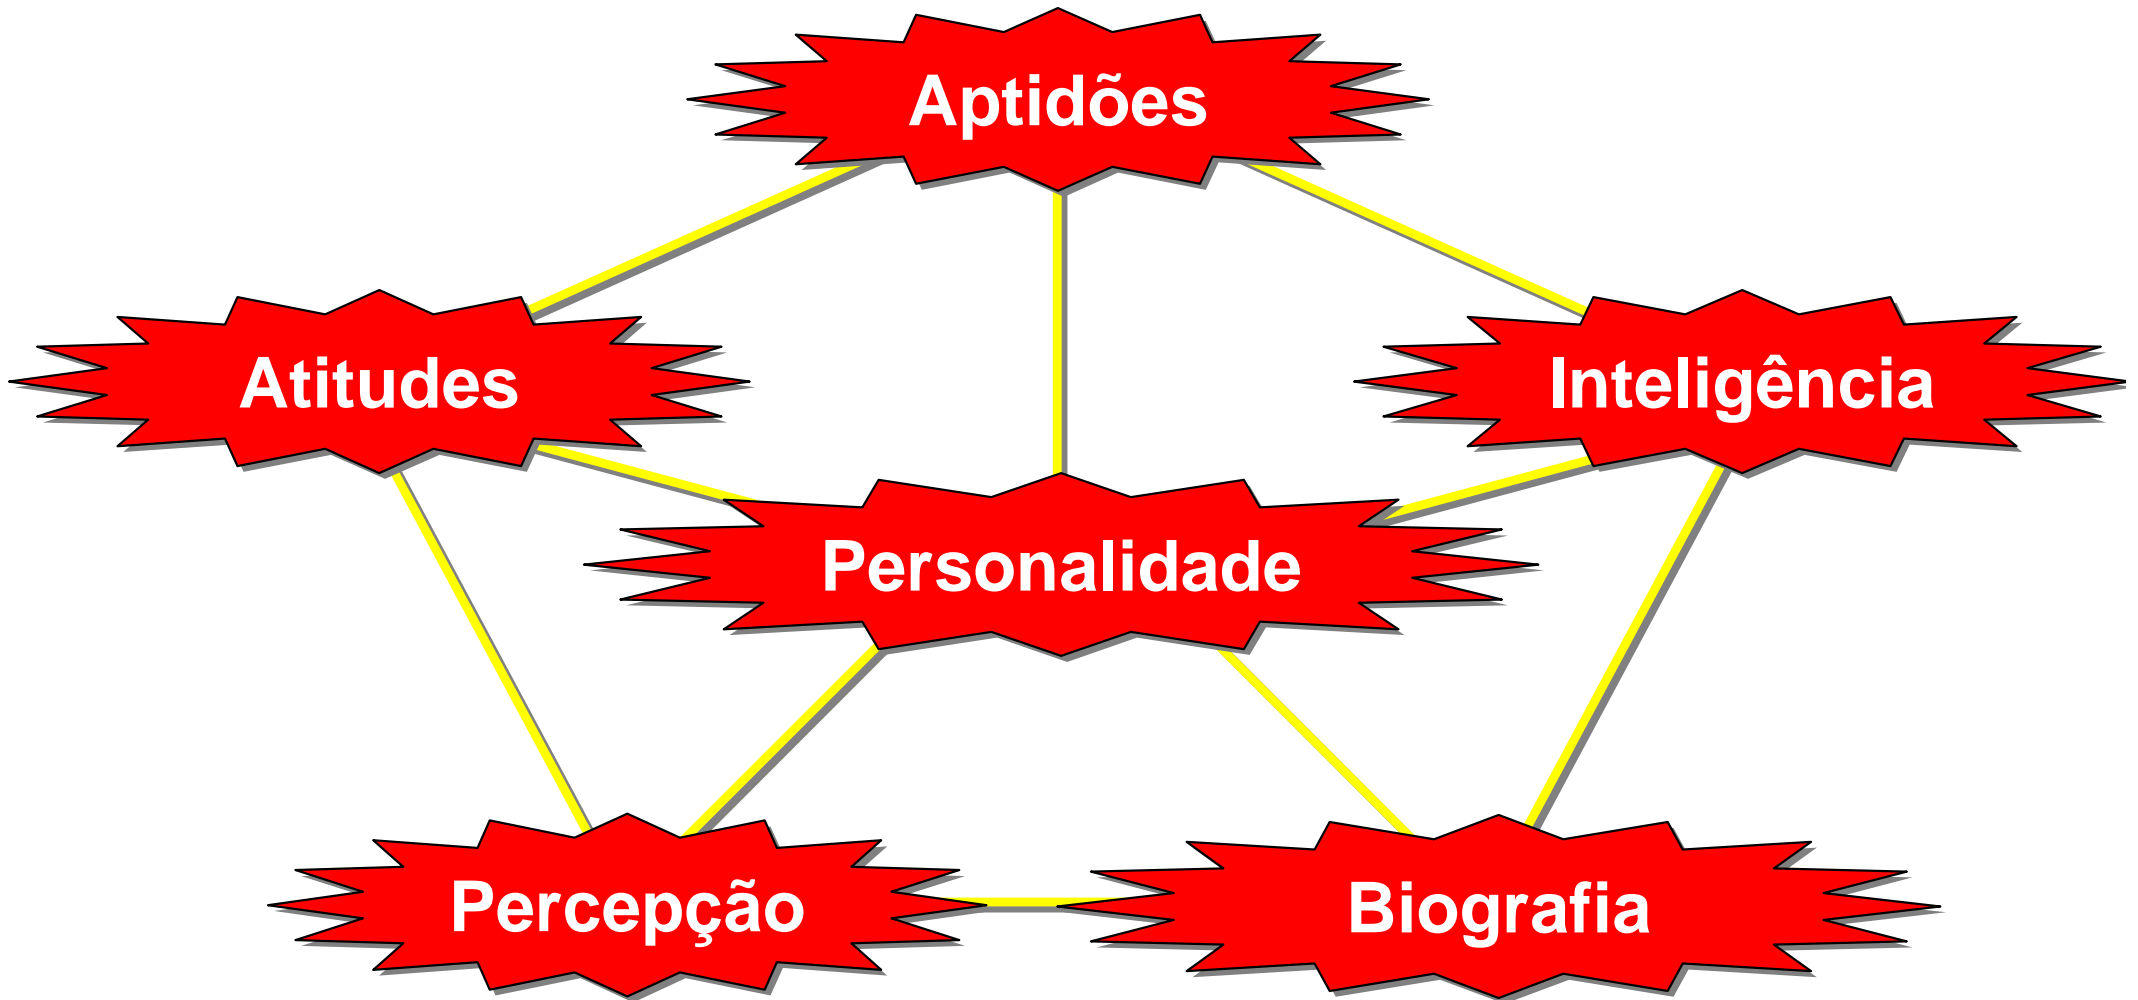 Aptidões
Atitudes
Inteligência
Personalidade
Percepção
Biografia